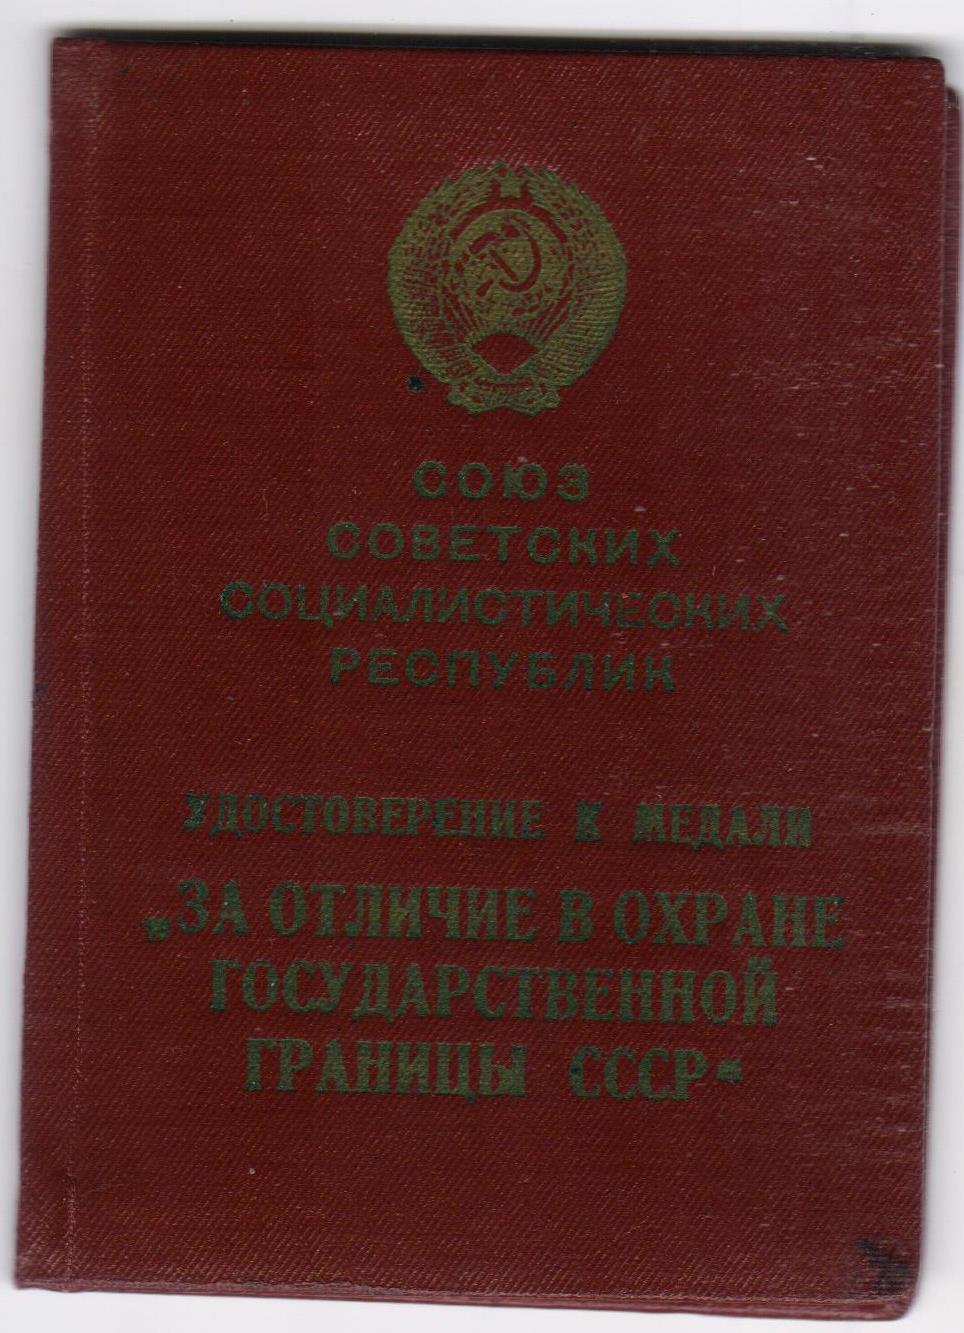 СОЮЗ
СОВЕТСКИХ
СОЦИАЛИСТИЧЕСКИХ
РЕСПУБЛИК
УДОСТОВЕРЕНИЕ К МЕДАЛИ
„ЗА ОТЛИЧИЕ В ОХРАНЕ
ГОСУДАРСТВЕННОЙ
ГРАНИЦЫ СССР“